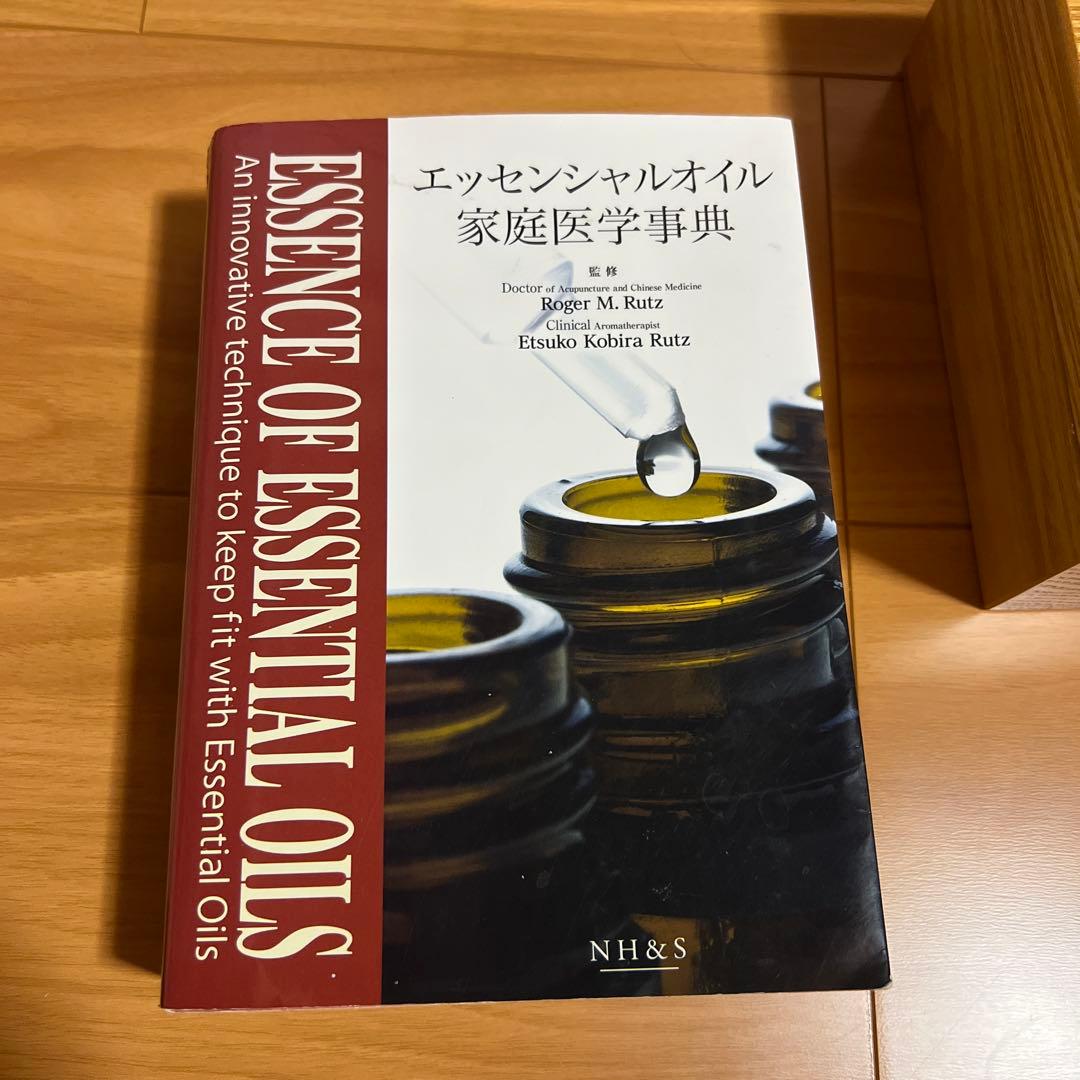 ESSENCE OF ESSENTIAL OILS
An innovative technique to keep fit with Essential Oils
エッセンシャルオイル
家庭医学事典
監修
Doctor of Acupuncture and Chinese Medicine
Roger M. Rutz
Clinical Aromatherapist
Etsuko Kobira Rutz
NH&S